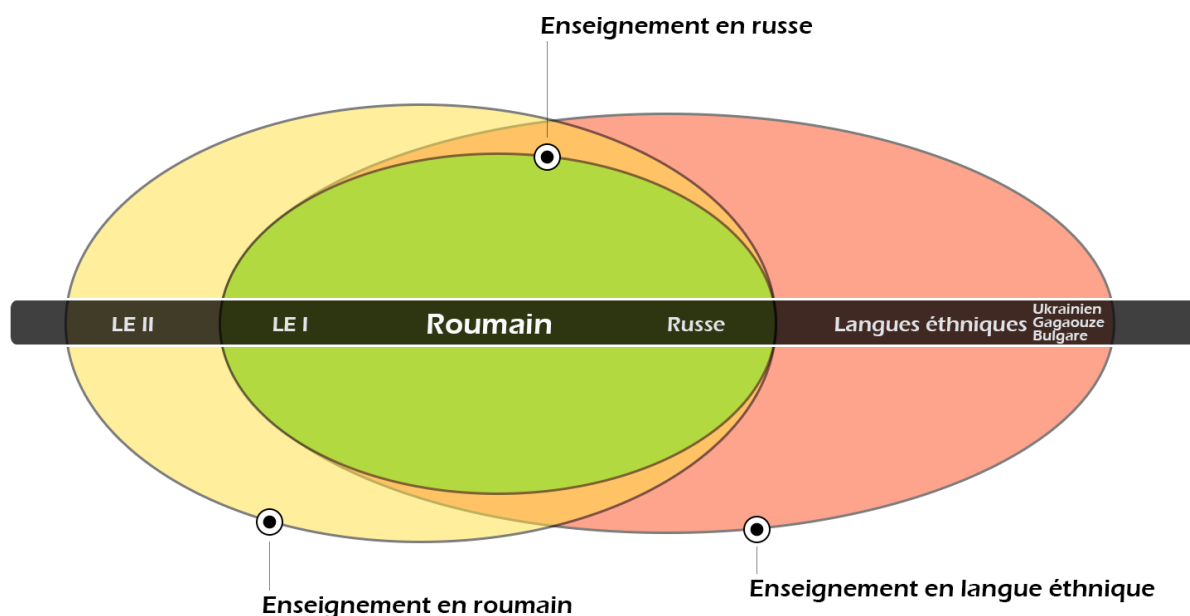 Enseignement en russe
LE II
LE I
Roumain
Russe
Langues éthniques
Ukrainien
Gagaouze
Bulgare
Enseignement en langue éthnique
Enseignement en roumain